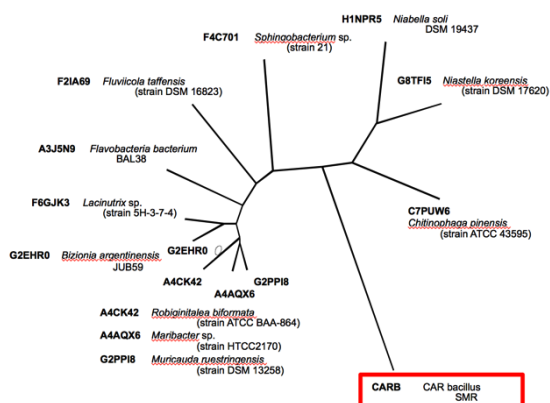 H1NPR5 Niabella soli
DSM 19437
F4C701 Sphingobacterium sp.
(strain 21)
G8TFI5 Niastella koreensis
(strain DSM 17620)
F2IA69 Fluviicola taffensis
(strain DSM 16823)
A3J5N9 Flavobacteria bacterium
BAL38
F6GJK3 Lacinutrix sp.
(strain 5H-3-7-4)
C7PUW6
Chitinophaga pinensis
(strain ATCC 43595)
G2EHR0
G2EHR0 Bizionia argentinensis
JUB59
A4CK42
G2PPI8
A4AQX6
A4CK42 Robiginitalea biformata
(strain ATCC BAA-864)
A4AQX6 Maribacter sp.
(strain HTCC2170)
G2PPI8 Muricauda ruestringensis
(strain DSM 13258)
CARB CAR bacillus
SMR